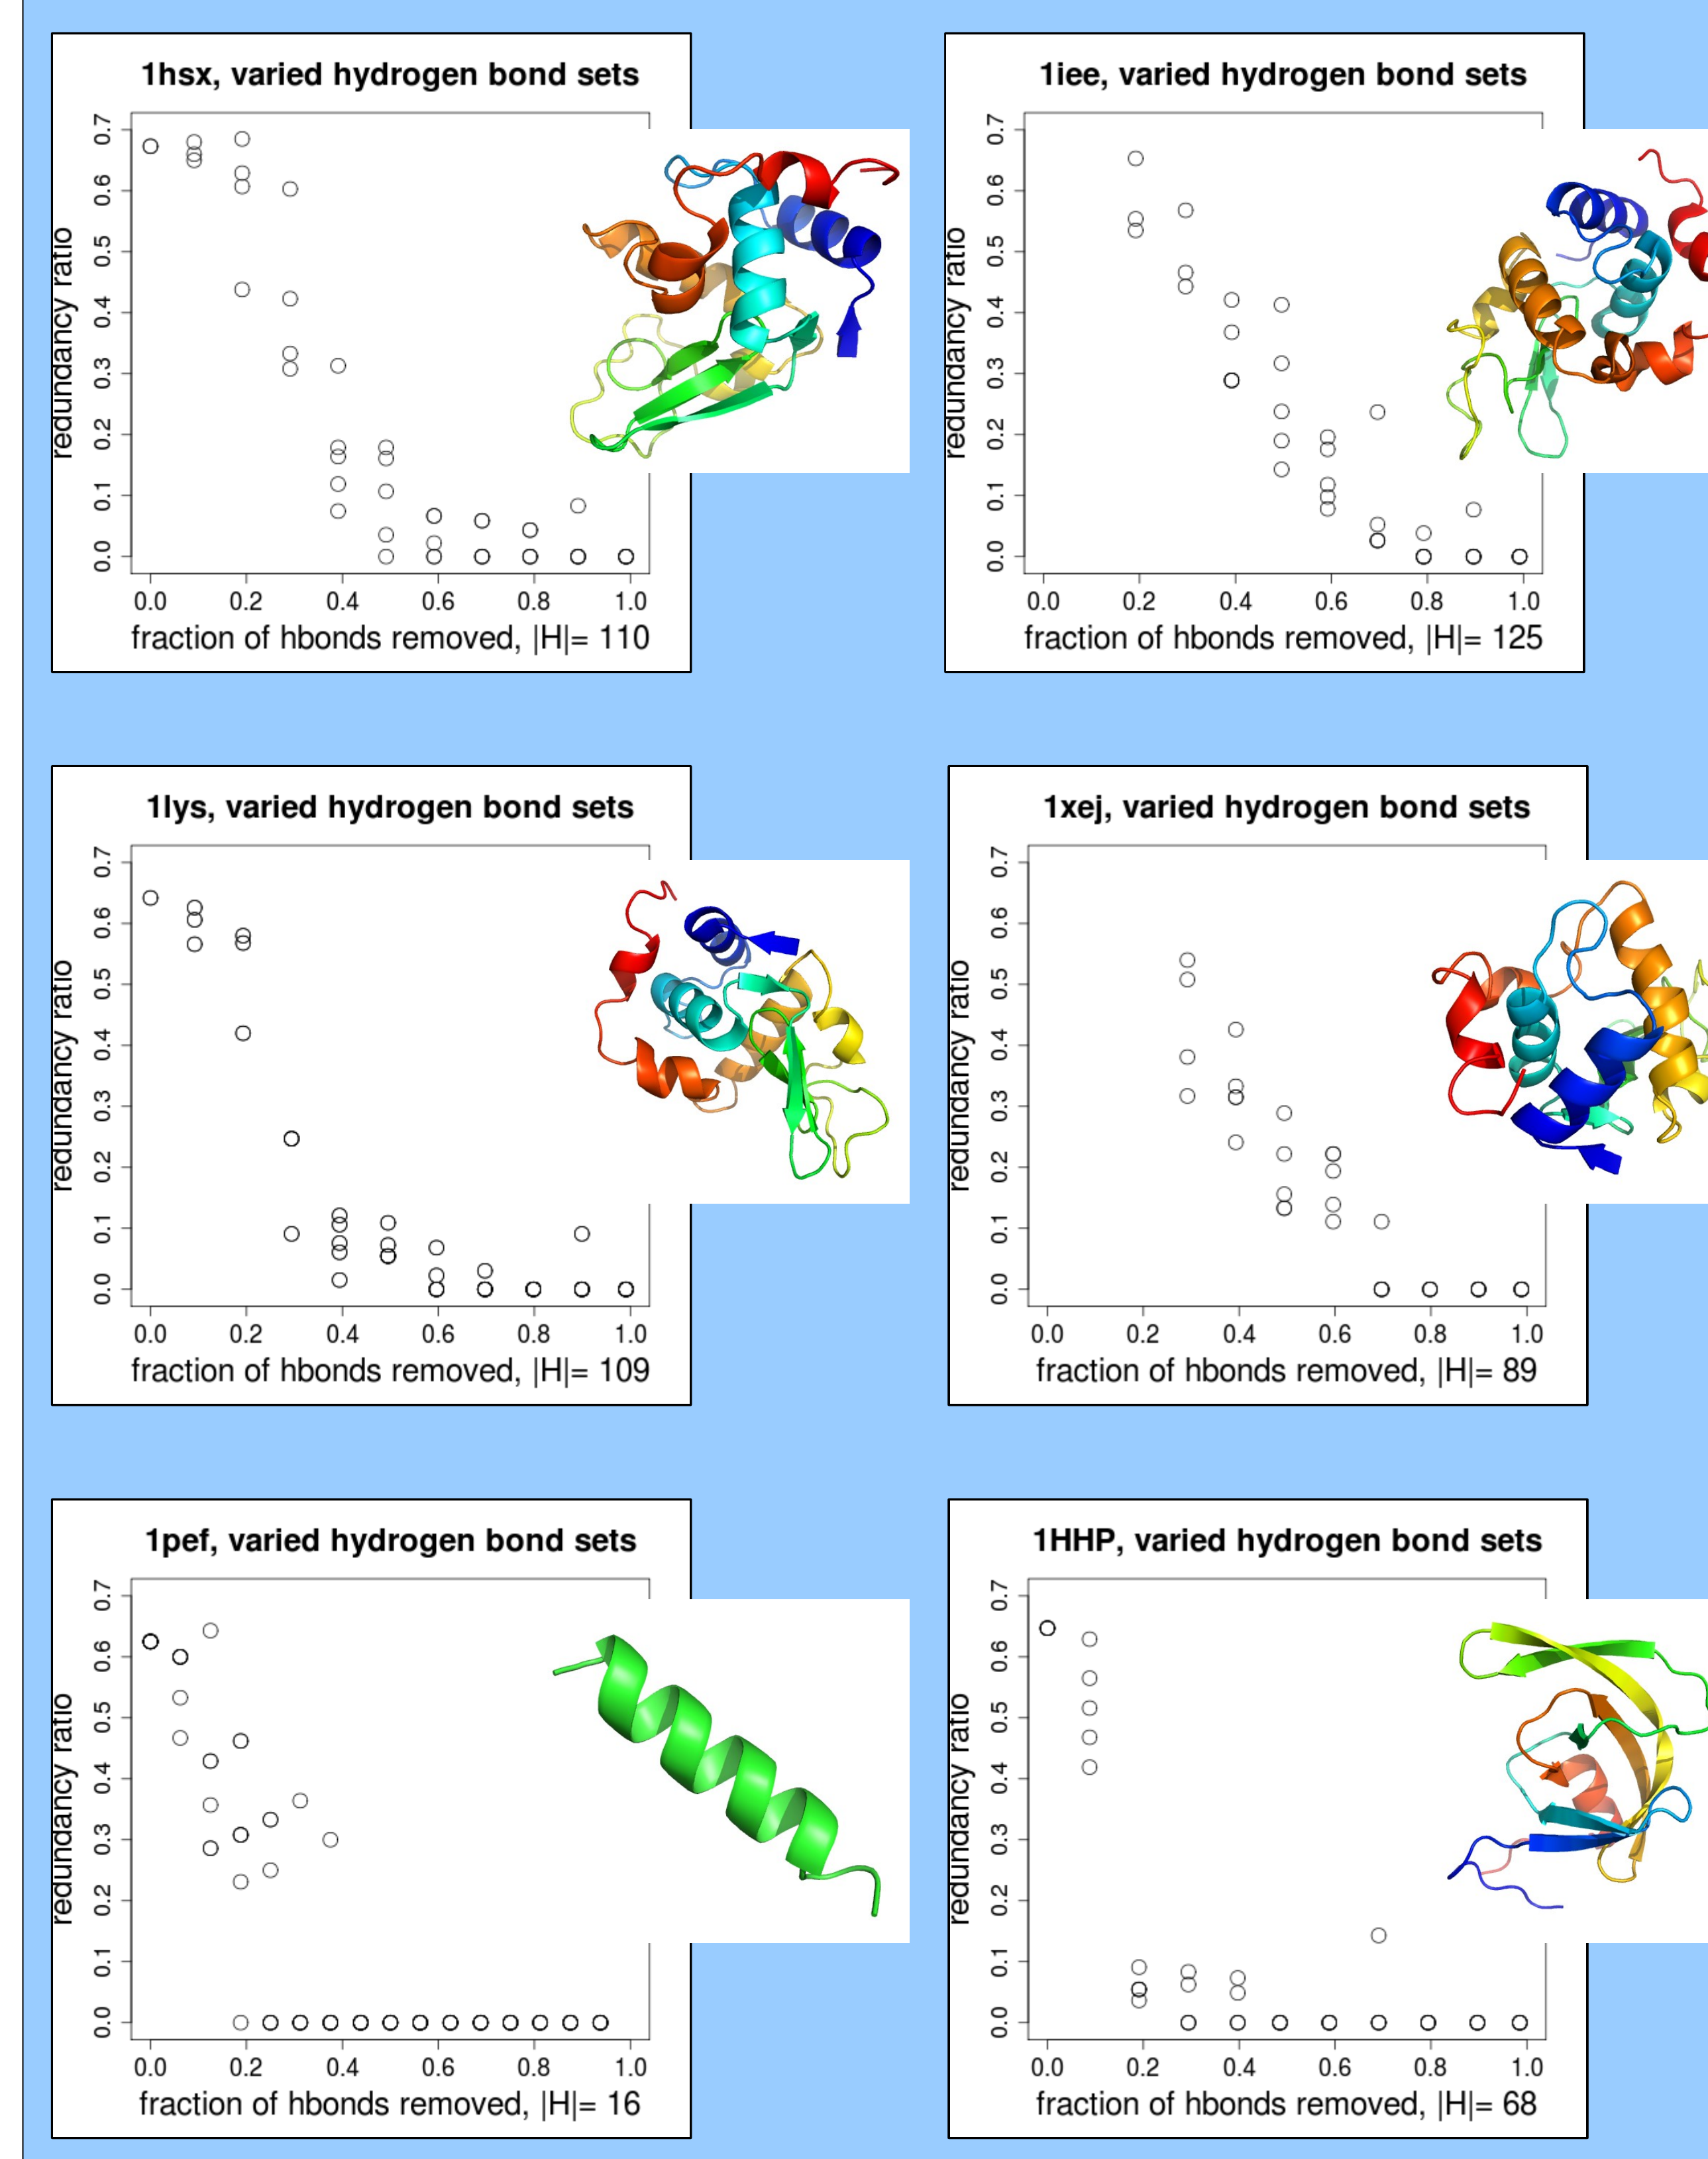 1hsx, varied hydrogen bond sets
redundancy ratio
0.0 0.1 0.2 0.3 0.4 0.5 0.6 0.7
0.0 0.2 0.4 0.6 0.8 1.0
fraction of hbonds removed, |H|= 110
1iee, varied hydrogen bond sets
redundancy ratio
0.0 0.1 0.2 0.3 0.4 0.5 0.6 0.7
0.0 0.2 0.4 0.6 0.8 1.0
fraction of hbonds removed, |H|= 125
1lys, varied hydrogen bond sets
redundancy ratio
0.0 0.1 0.2 0.3 0.4 0.5 0.6 0.7
0.0 0.2 0.4 0.6 0.8 1.0
fraction of hbonds removed, |H|= 109
1xej, varied hydrogen bond sets
redundancy ratio
0.0 0.1 0.2 0.3 0.4 0.5 0.6 0.7
0.0 0.2 0.4 0.6 0.8 1.0
fraction of hbonds removed, |H|= 89
1pef, varied hydrogen bond sets
redundancy ratio
0.0 0.1 0.2 0.3 0.4 0.5 0.6 0.7
0.0 0.2 0.4 0.6 0.8 1.0
fraction of hbonds removed, |H|= 16
1HHP, varied hydrogen bond sets
redundancy ratio
0.0 0.1 0.2 0.3 0.4 0.5 0.6 0.7
0.0 0.2 0.4 0.6 0.8 1.0
fraction of hbonds removed, |H|= 68